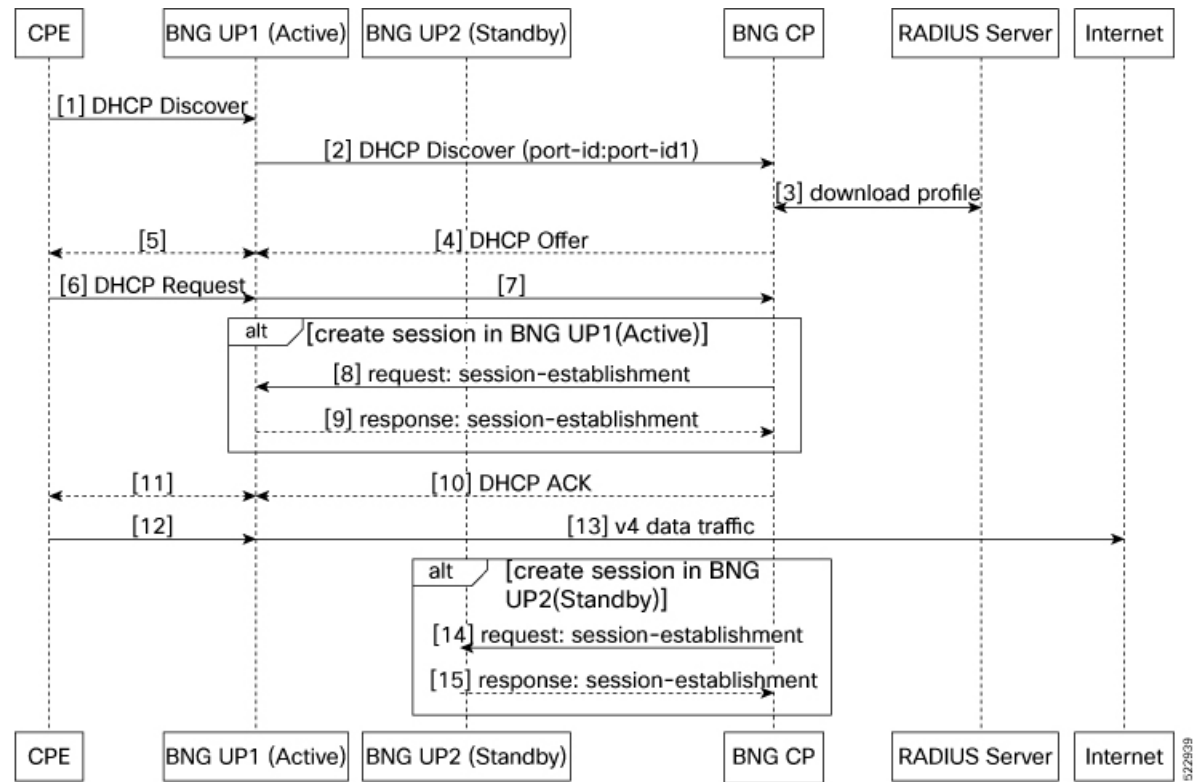 CPE
BNG UP1 (Active)
BNG UP2 (Standby)
BNG CP
RADIUS Server
Internet
[1] DHCP Discover
[2] DHCP Discover (port-id:port-id1)
[3] download profile
[5]
[4] DHCP Offer
[6] DHCP Request
[7]
alt
[create session in BNG UP1(Active)]
[8] request: session-establishment
[9] response: session-establishment
[11]
[10] DHCP ACK
[12]
[13] v4 data traffic
alt
[create session in BNG
UP2(Standby)]
[14] request: session-establishment
[15] response: session-establishment
CPE
BNG UP1 (Active)
BNG UP2 (Standby)
BNG CP
RADIUS Server
Internet
522939